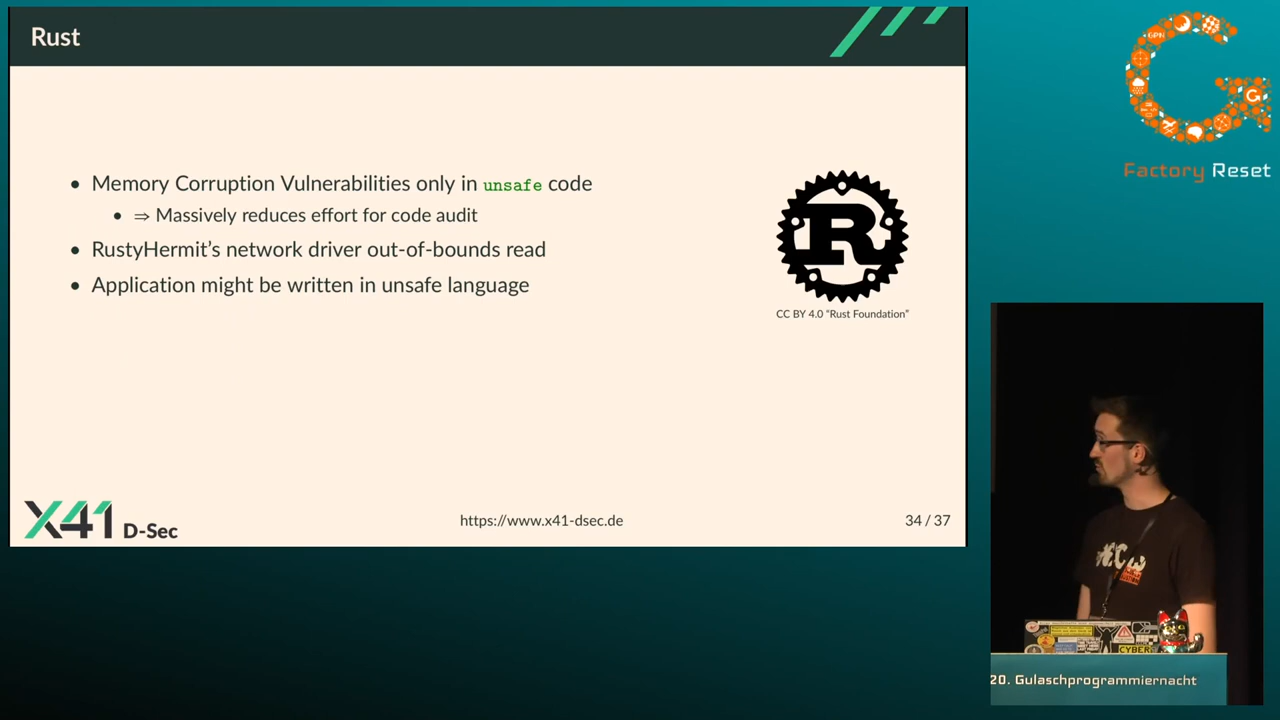 Rust
• Memory Corruption Vulnerabilities only in unsafe code
• ⇒ Massively reduces effort for code audit
• RustyHermit's network driver out-of-bounds read
• Application might be written in unsafe language
R
CC BY 4.0 "Rust Foundation"
X41 D-Sec
https://www.x41-dsec.de
34 / 37
GPN
Factory Reset
CYBER
20. Gulaschprogrammiernacht